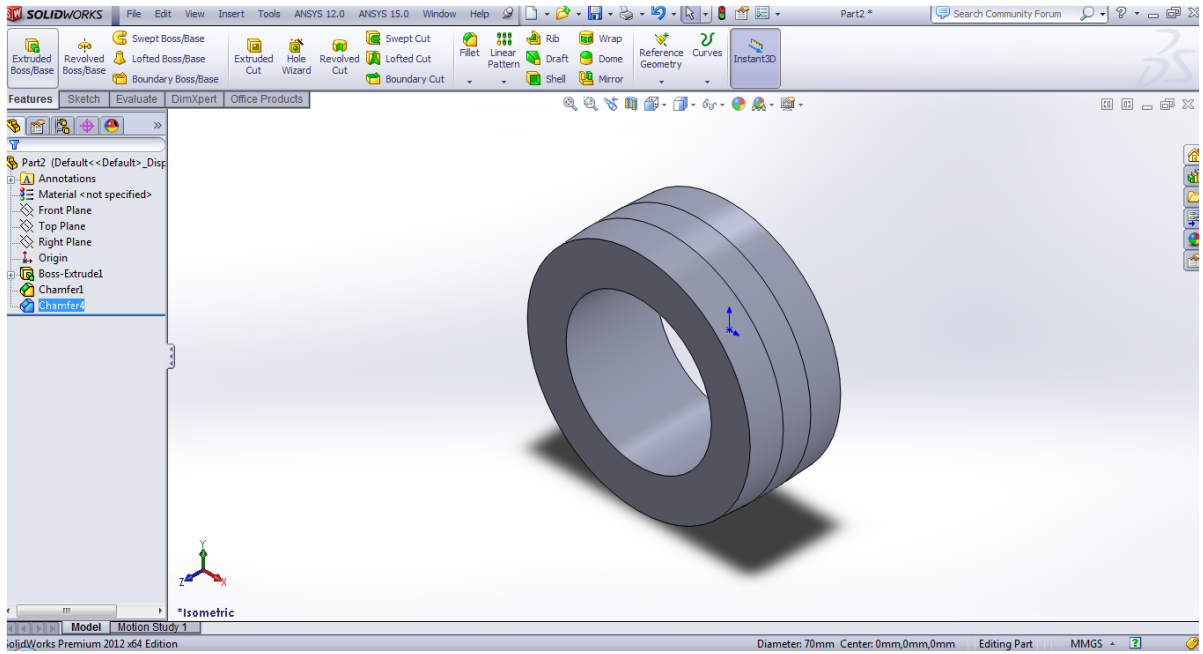 SW SOLIDWORKS File Edit View Insert Tools ANSYS 12.0 ANSYS 15.0 Window Help Part2 * Search Community Forum
Extruded Boss/Base
Revolved Boss/Base
Swept Boss/Base
Lofted Boss/Base
Boundary Boss/Base
Extruded Cut
Hole Wizard
Revolved Cut
Swept Cut
Lofted Cut
Boundary Cut
Fillet
Linear Pattern
Rib
Draft
Shell
Wrap
Dome
Mirror
Reference Geometry
Curves
Instant3D
Features Sketch Evaluate DimXpert Office Products
Part2 (Default<<Default>_Disp
Annotations
Material <not specified>
Front Plane
Top Plane
Right Plane
Origin
Boss-Extrude1
Chamfer1
Chamfer4
Y
Z X
*Isometric
Model Motion Study 1
SolidWorks Premium 2012 x64 Edition Diameter: 70mm Center: 0mm,0mm,0mm Editing Part MMGS